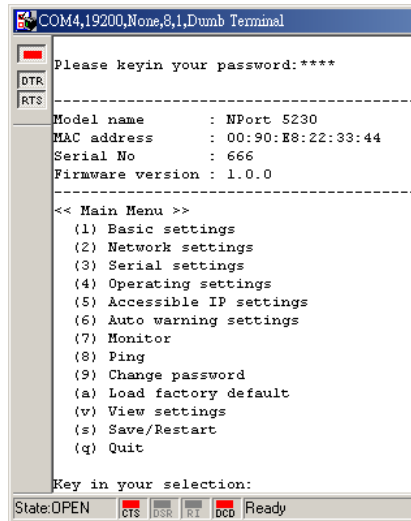 COM4,19200,None,8,1,Dumb Terminal
DTR
RTS
Please keyin your password:****
Model name : NPort 5230
MAC address : 00:90:E8:22:33:44
Serial No : 666
Firmware version : 1.0.0
<< Main Menu >>
(1) Basic settings
(2) Network settings
(3) Serial settings
(4) Operating settings
(5) Accessible IP settings
(6) Auto warning settings
(7) Monitor
(8) Ping
(9) Change password
(a) Load factory default
(v) View settings
(s) Save/Restart
(q) Quit
Key in your selection:
State:OPEN CTS DSR RI DCD Ready